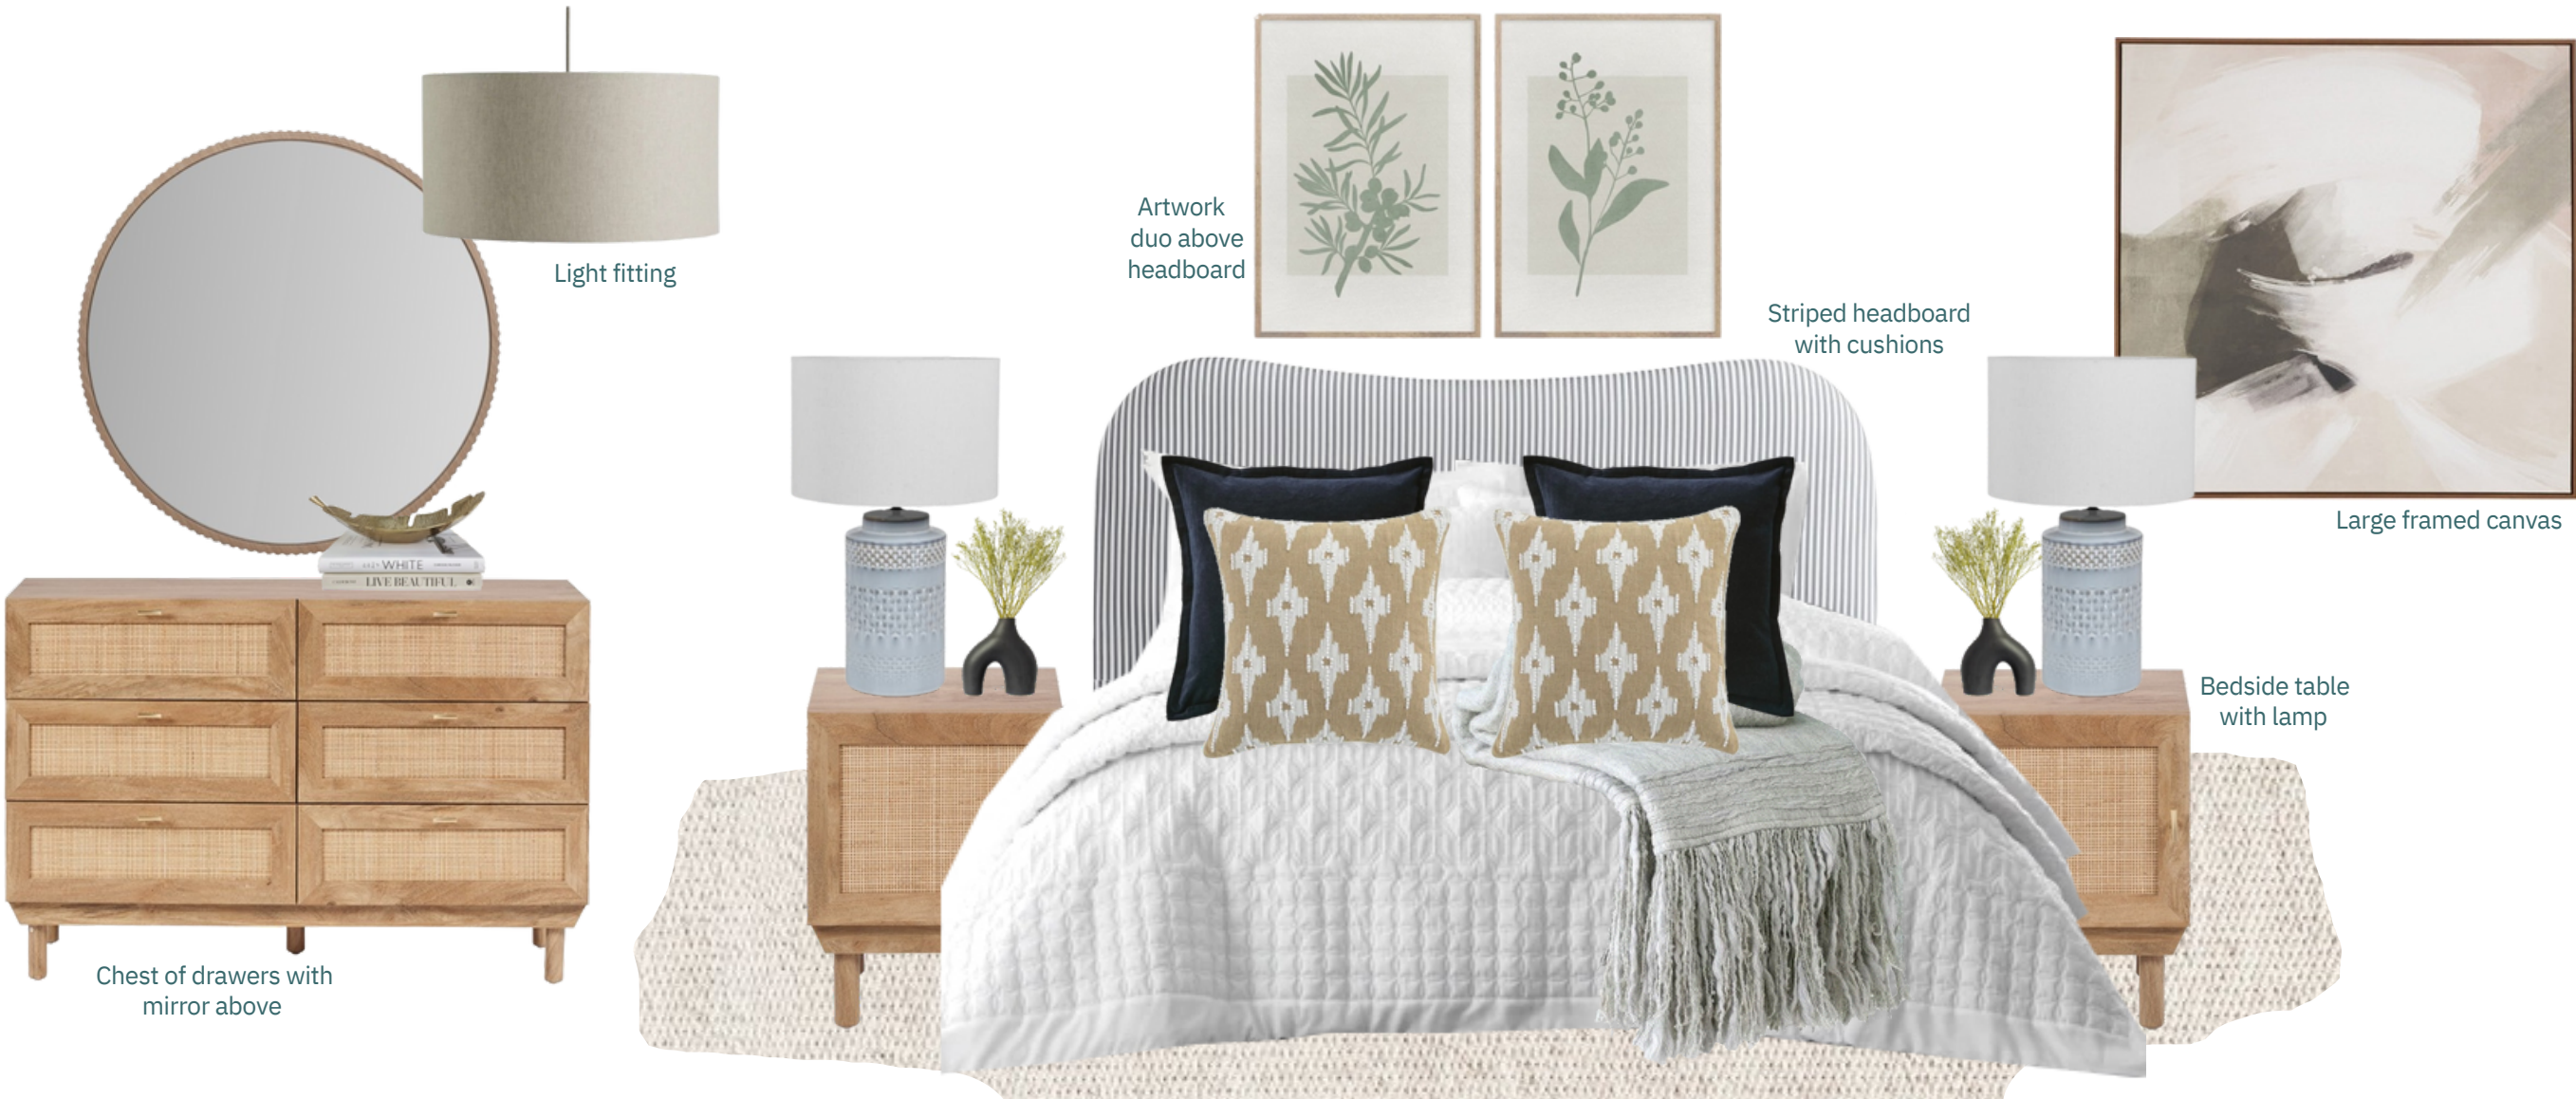 Light fitting
Artwork
duo above
headboard
Striped headboard
with cushions
Large framed canvas
WHITE
LIVE BEAUTIFUL
Bedside table
with lamp
Chest of drawers with
mirror above